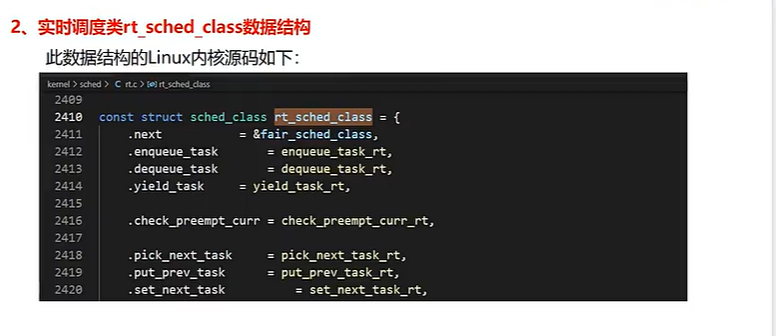 2、实时调度类rt_sched_class数据结构
此数据结构的Linux内核源码如下：
kernel > sched > C rt.c > [⊘] rt_sched_class
2409
2410 const struct sched_class rt_sched_class = {
2411 .next = &fair_sched_class,
2412 .enqueue_task = enqueue_task_rt,
2413 .dequeue_task = dequeue_task_rt,
2414 .yield_task = yield_task_rt,
2415
2416 .check_preempt_curr = check_preempt_curr_rt,
2417
2418 .pick_next_task = pick_next_task_rt,
2419 .put_prev_task = put_prev_task_rt,
2420 .set_next_task = set_next_task_rt,